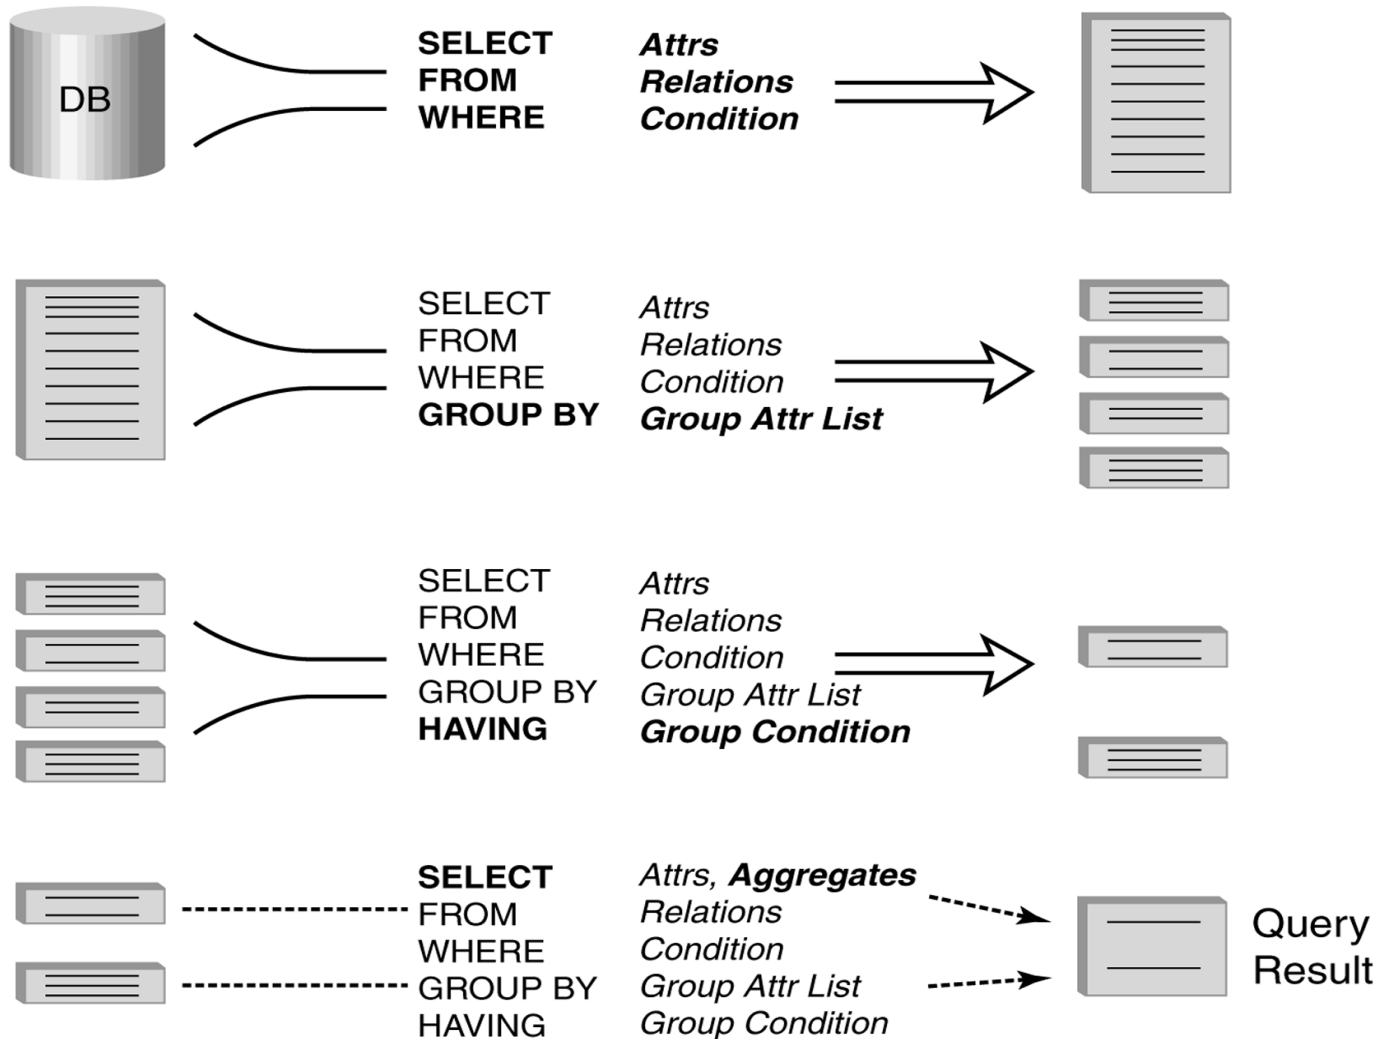 DB
SELECT Attrs
FROM Relations
WHERE Condition
SELECT Attrs
FROM Relations
WHERE Condition
GROUP BY Group Attr List
SELECT Attrs
FROM Relations
WHERE Condition
GROUP BY Group Attr List
HAVING Group Condition
SELECT Attrs, Aggregates
FROM Relations
WHERE Condition
GROUP BY Group Attr List
HAVING Group Condition
Query
Result